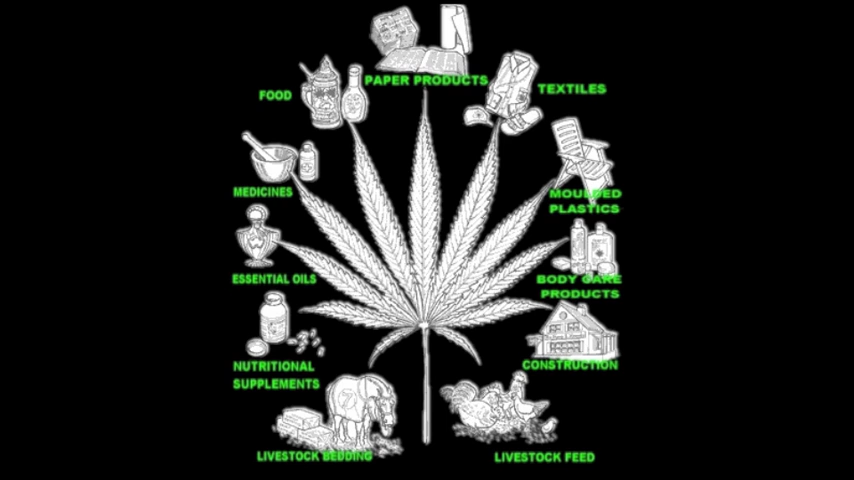 PAPER PRODUCTS
FOOD
TEXTILES
MEDICINES
MOULDED
PLASTICS
ESSENTIAL OILS
BODY CARE
PRODUCTS
NUTRITIONAL
SUPPLEMENTS
CONSTRUCTION
LIVESTOCK BEDDING
LIVESTOCK FEED